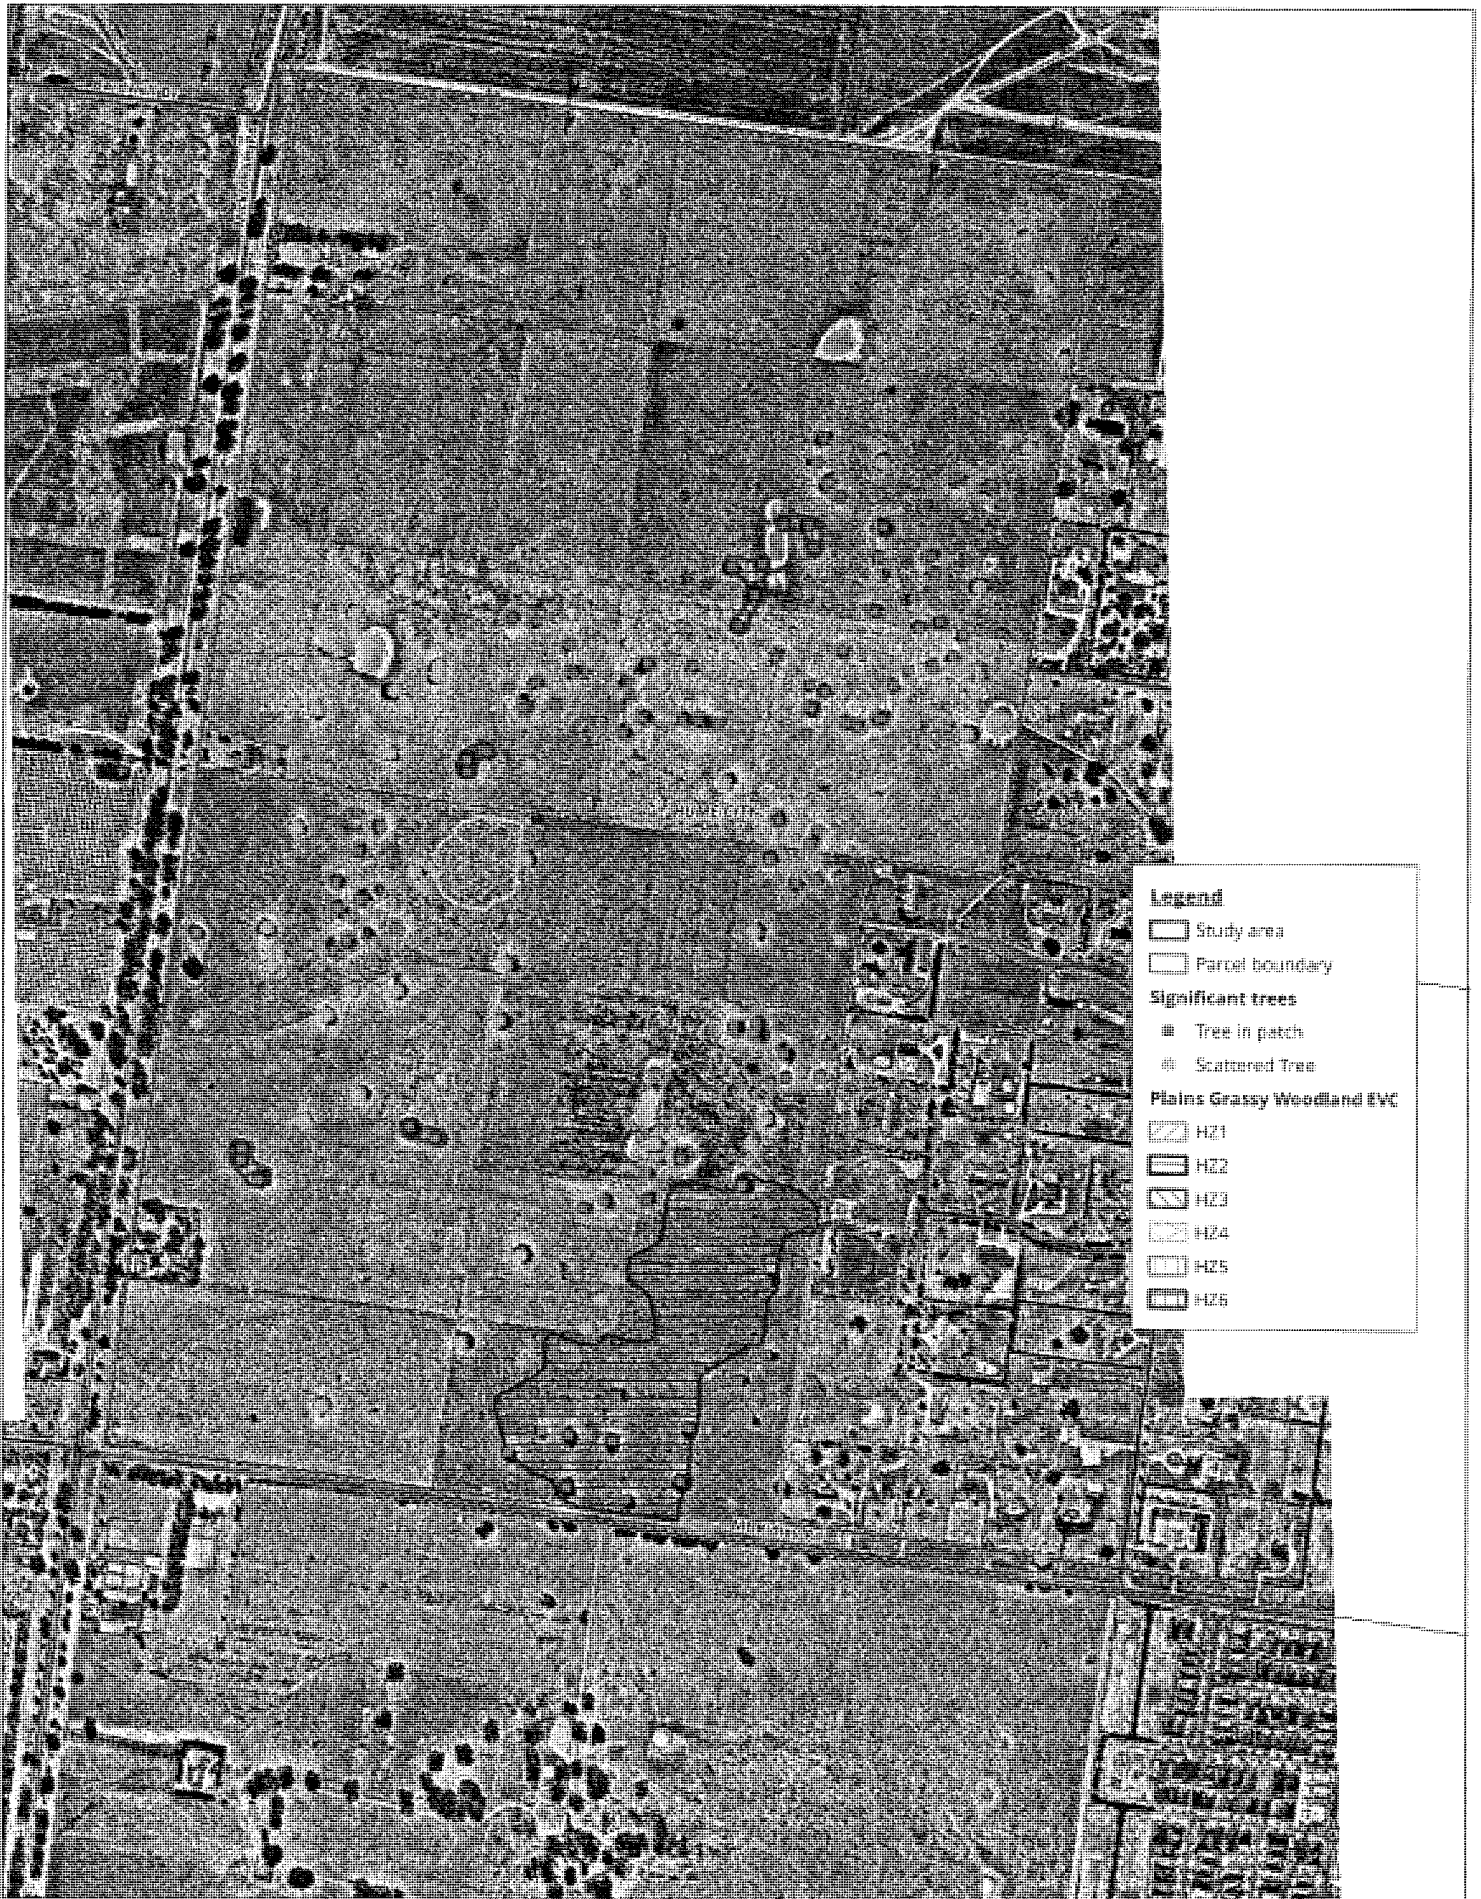 Legend
Study area
Parcel boundary
Significant trees
Tree in patch
Scattered Tree
Plains Grassy Woodland EVC
HZ1
HZ2
HZ3
HZ4
HZ5
HZ6